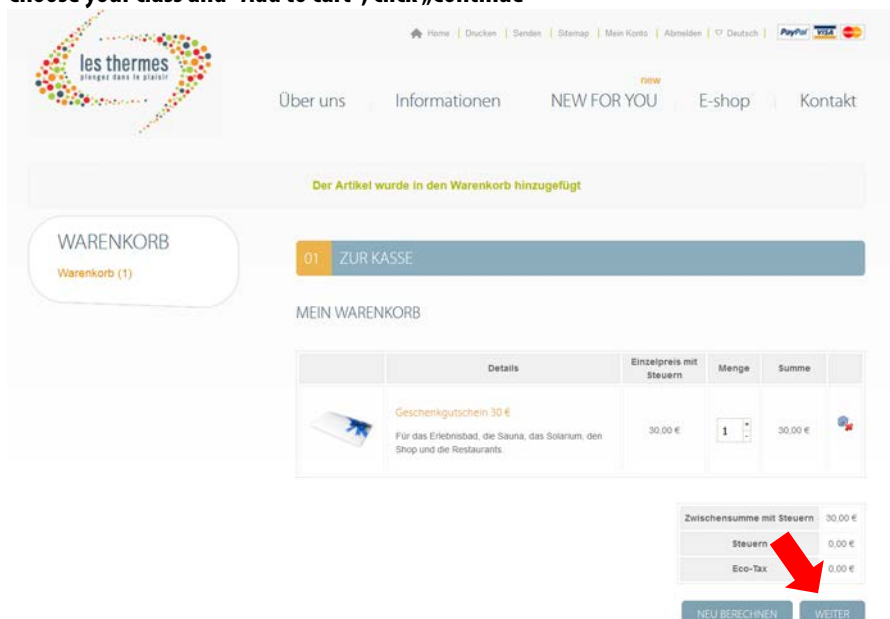 Choose your class and "Add to cart", click „Continue"
Home | Drucken | Senden | Sitemap | Mein Konto | Abmelden | Deutsch | PayPal VISA
les thermes
plongez dans le plaisir
new
Über uns Informationen NEW FOR YOU E-shop Kontakt
Der Artikel wurde in den Warenkorb hinzugefügt
WARENKORB
Warenkorb (1)
01 ZUR KASSE
MEIN WARENKORB
Details Einzelpreis mit Steuern Menge Summe
Geschenkgutschein 30 €
Für das Erlebnisbad, die Sauna, das Solarium, den
Shop und die Restaurants.
30,00 € 1 30,00 €
Zwischensumme mit Steuern 30,00 €
Steuern 0,00 €
Eco-Tax 0,00 €
NEU BERECHNEN WEITER